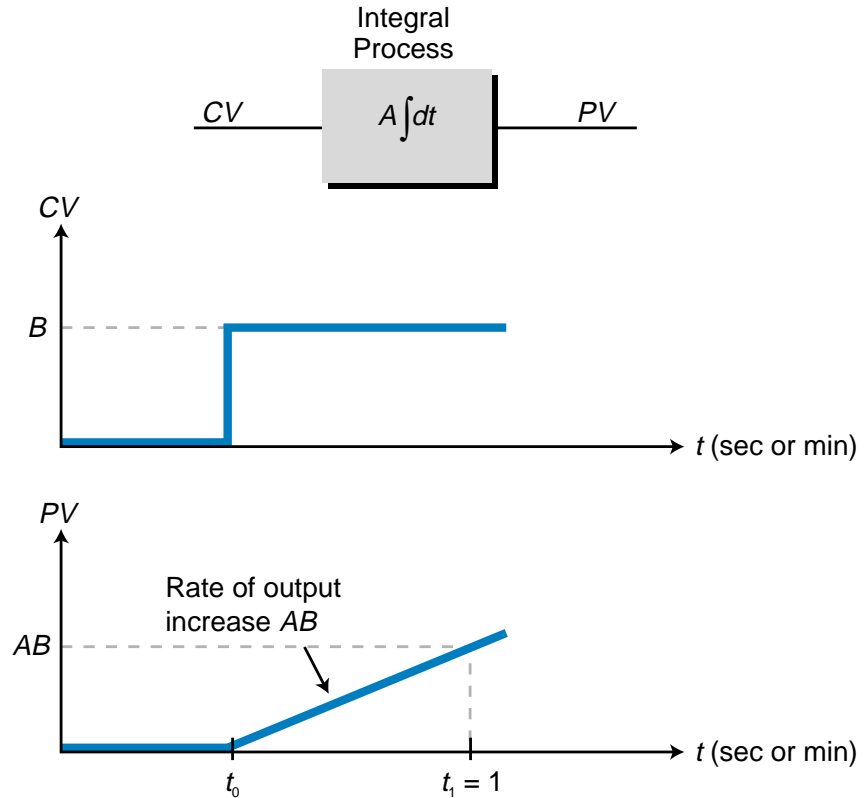 Integral
Process
CV
A∫dt
PV
CV
B
t (sec or min)
PV
Rate of output
increase AB
AB
t (sec or min)
t₀
t₁ = 1